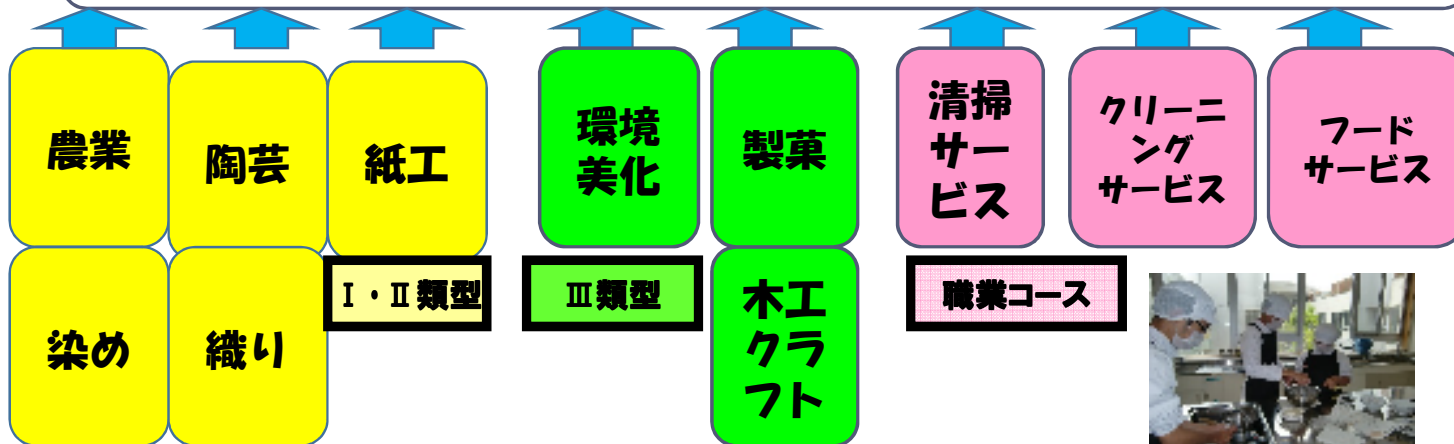 農業
陶芸
紙工
環境
美化
製菓
清掃
サー
ビス
クリーニ
ング
サービス
フード
サービス
染め
織り
Ⅰ・Ⅱ類型
Ⅲ類型
木工
クラ
フト
職業コース